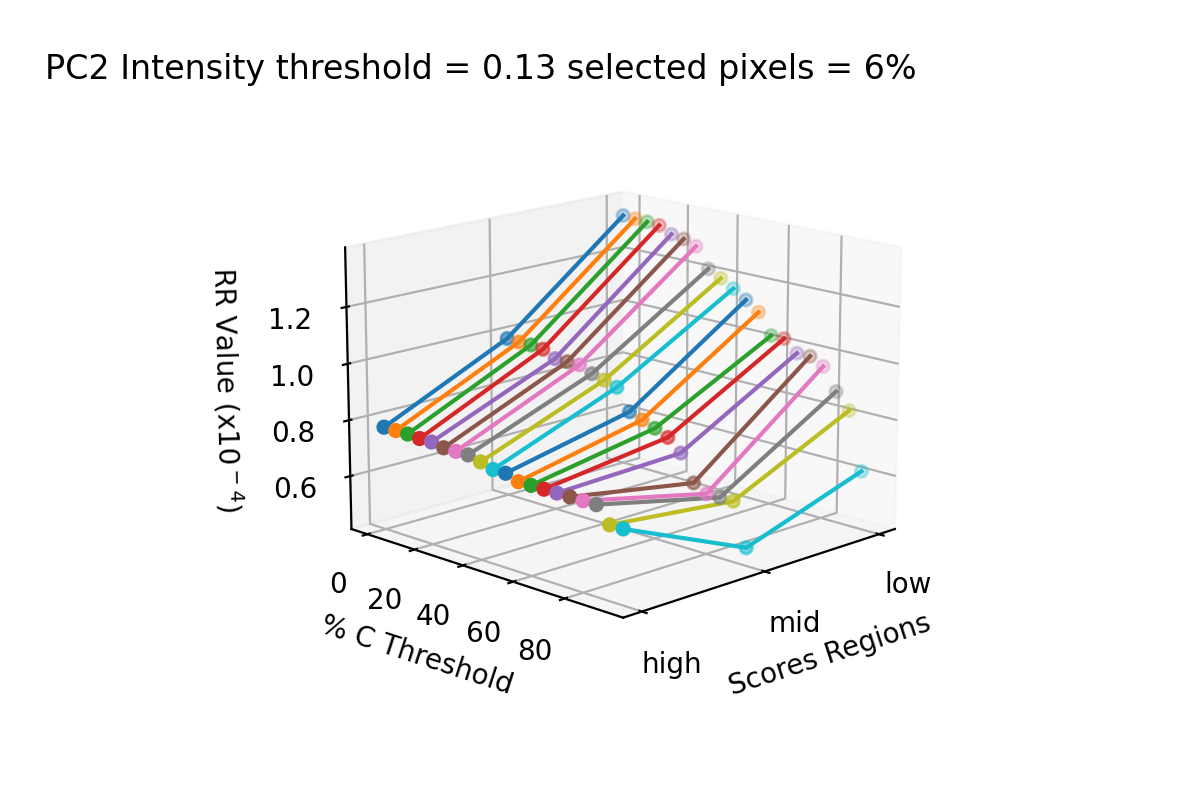 PC2 Intensity threshold = 0.13 selected pixels = 6%
RR Value (x10⁻⁴)
1.2
1.0
0.8
0.6
0
20
40
60
80
% C Threshold
high
mid
low
Scores Regions